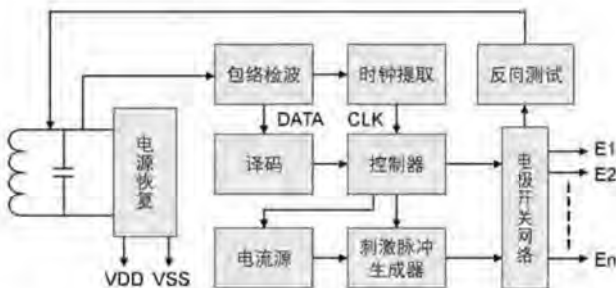 包络检波
时钟提取
反向测试
DATA
CLK
电源恢复
译码
控制器
电极开关网络
E1
E2
电流源
刺激脉冲
生成器
En
VDD
VSS